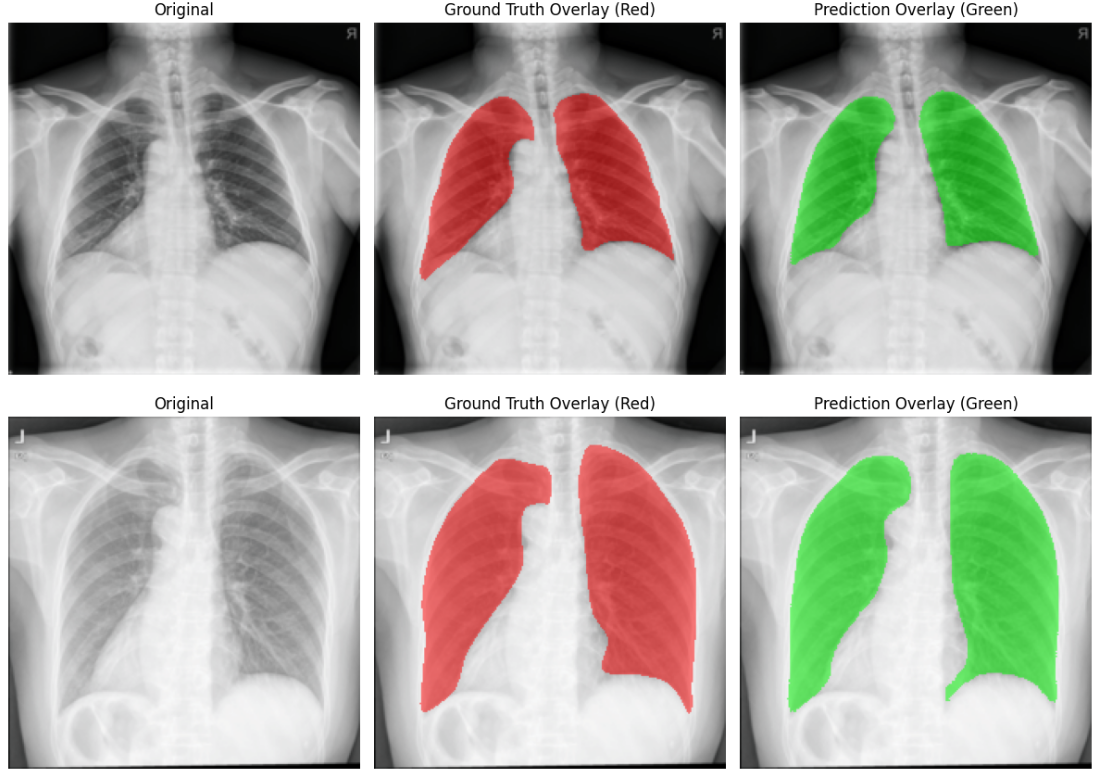 Original
Ground Truth Overlay (Red)
Prediction Overlay (Green)
R
R
R
Original
Ground Truth Overlay (Red)
Prediction Overlay (Green)
L
L
L